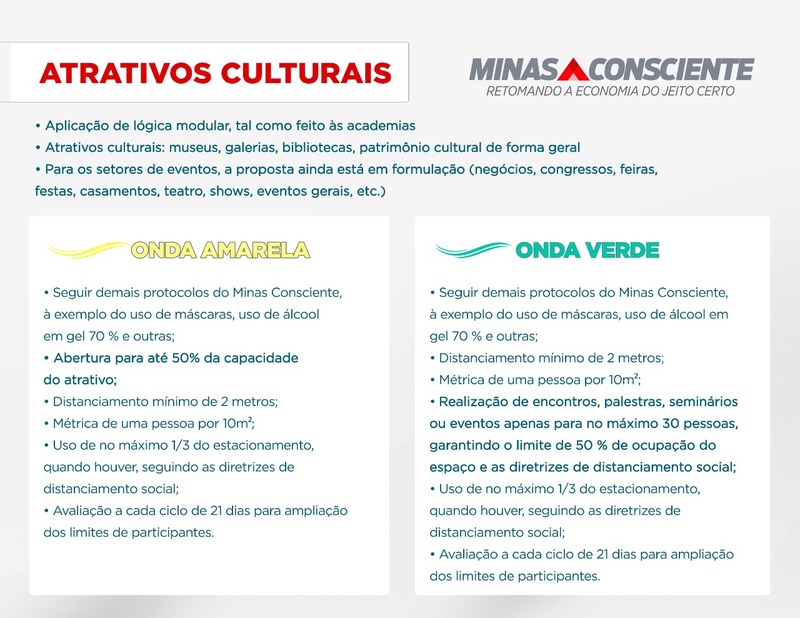 ATRATIVOS CULTURAIS
MINAS CONSCIENTE
RETOMANDO A ECONOMIA DO JEITO CERTO
• Aplicação de lógica modular, tal como feito às academias
• Atrativos culturais: museus, galerias, bibliotecas, patrimônio cultural de forma geral
• Para os setores de eventos, a proposta ainda está em formulação (negócios, congressos, feiras,
festas, casamentos, teatro, shows, eventos gerais, etc.)
ONDA AMARELA
• Seguir demais protocolos do Minas Consciente,
à exemplo do uso de máscaras, uso de álcool
em gel 70 % e outras;
• Abertura para até 50% da capacidade
do atrativo;
• Distanciamento mínimo de 2 metros;
• Métrica de uma pessoa por 10m²;
• Uso de no máximo 1/3 do estacionamento,
quando houver, seguindo as diretrizes de
distanciamento social;
• Avaliação a cada ciclo de 21 dias para ampliação
dos limites de participantes.
ONDA VERDE
• Seguir demais protocolos do Minas Consciente,
à exemplo do uso de máscaras, uso de álcool em
gel 70 % e outras;
• Distanciamento mínimo de 2 metros;
• Métrica de uma pessoa por 10m²;
• Realização de encontros, palestras, seminários
ou eventos apenas para no máximo 30 pessoas,
garantindo o limite de 50 % de ocupação do
espaço e as diretrizes de distanciamento social;
• Uso de no máximo 1/3 do estacionamento,
quando houver, seguindo as diretrizes de
distanciamento social;
• Avaliação a cada ciclo de 21 dias para ampliação
dos limites de participantes.